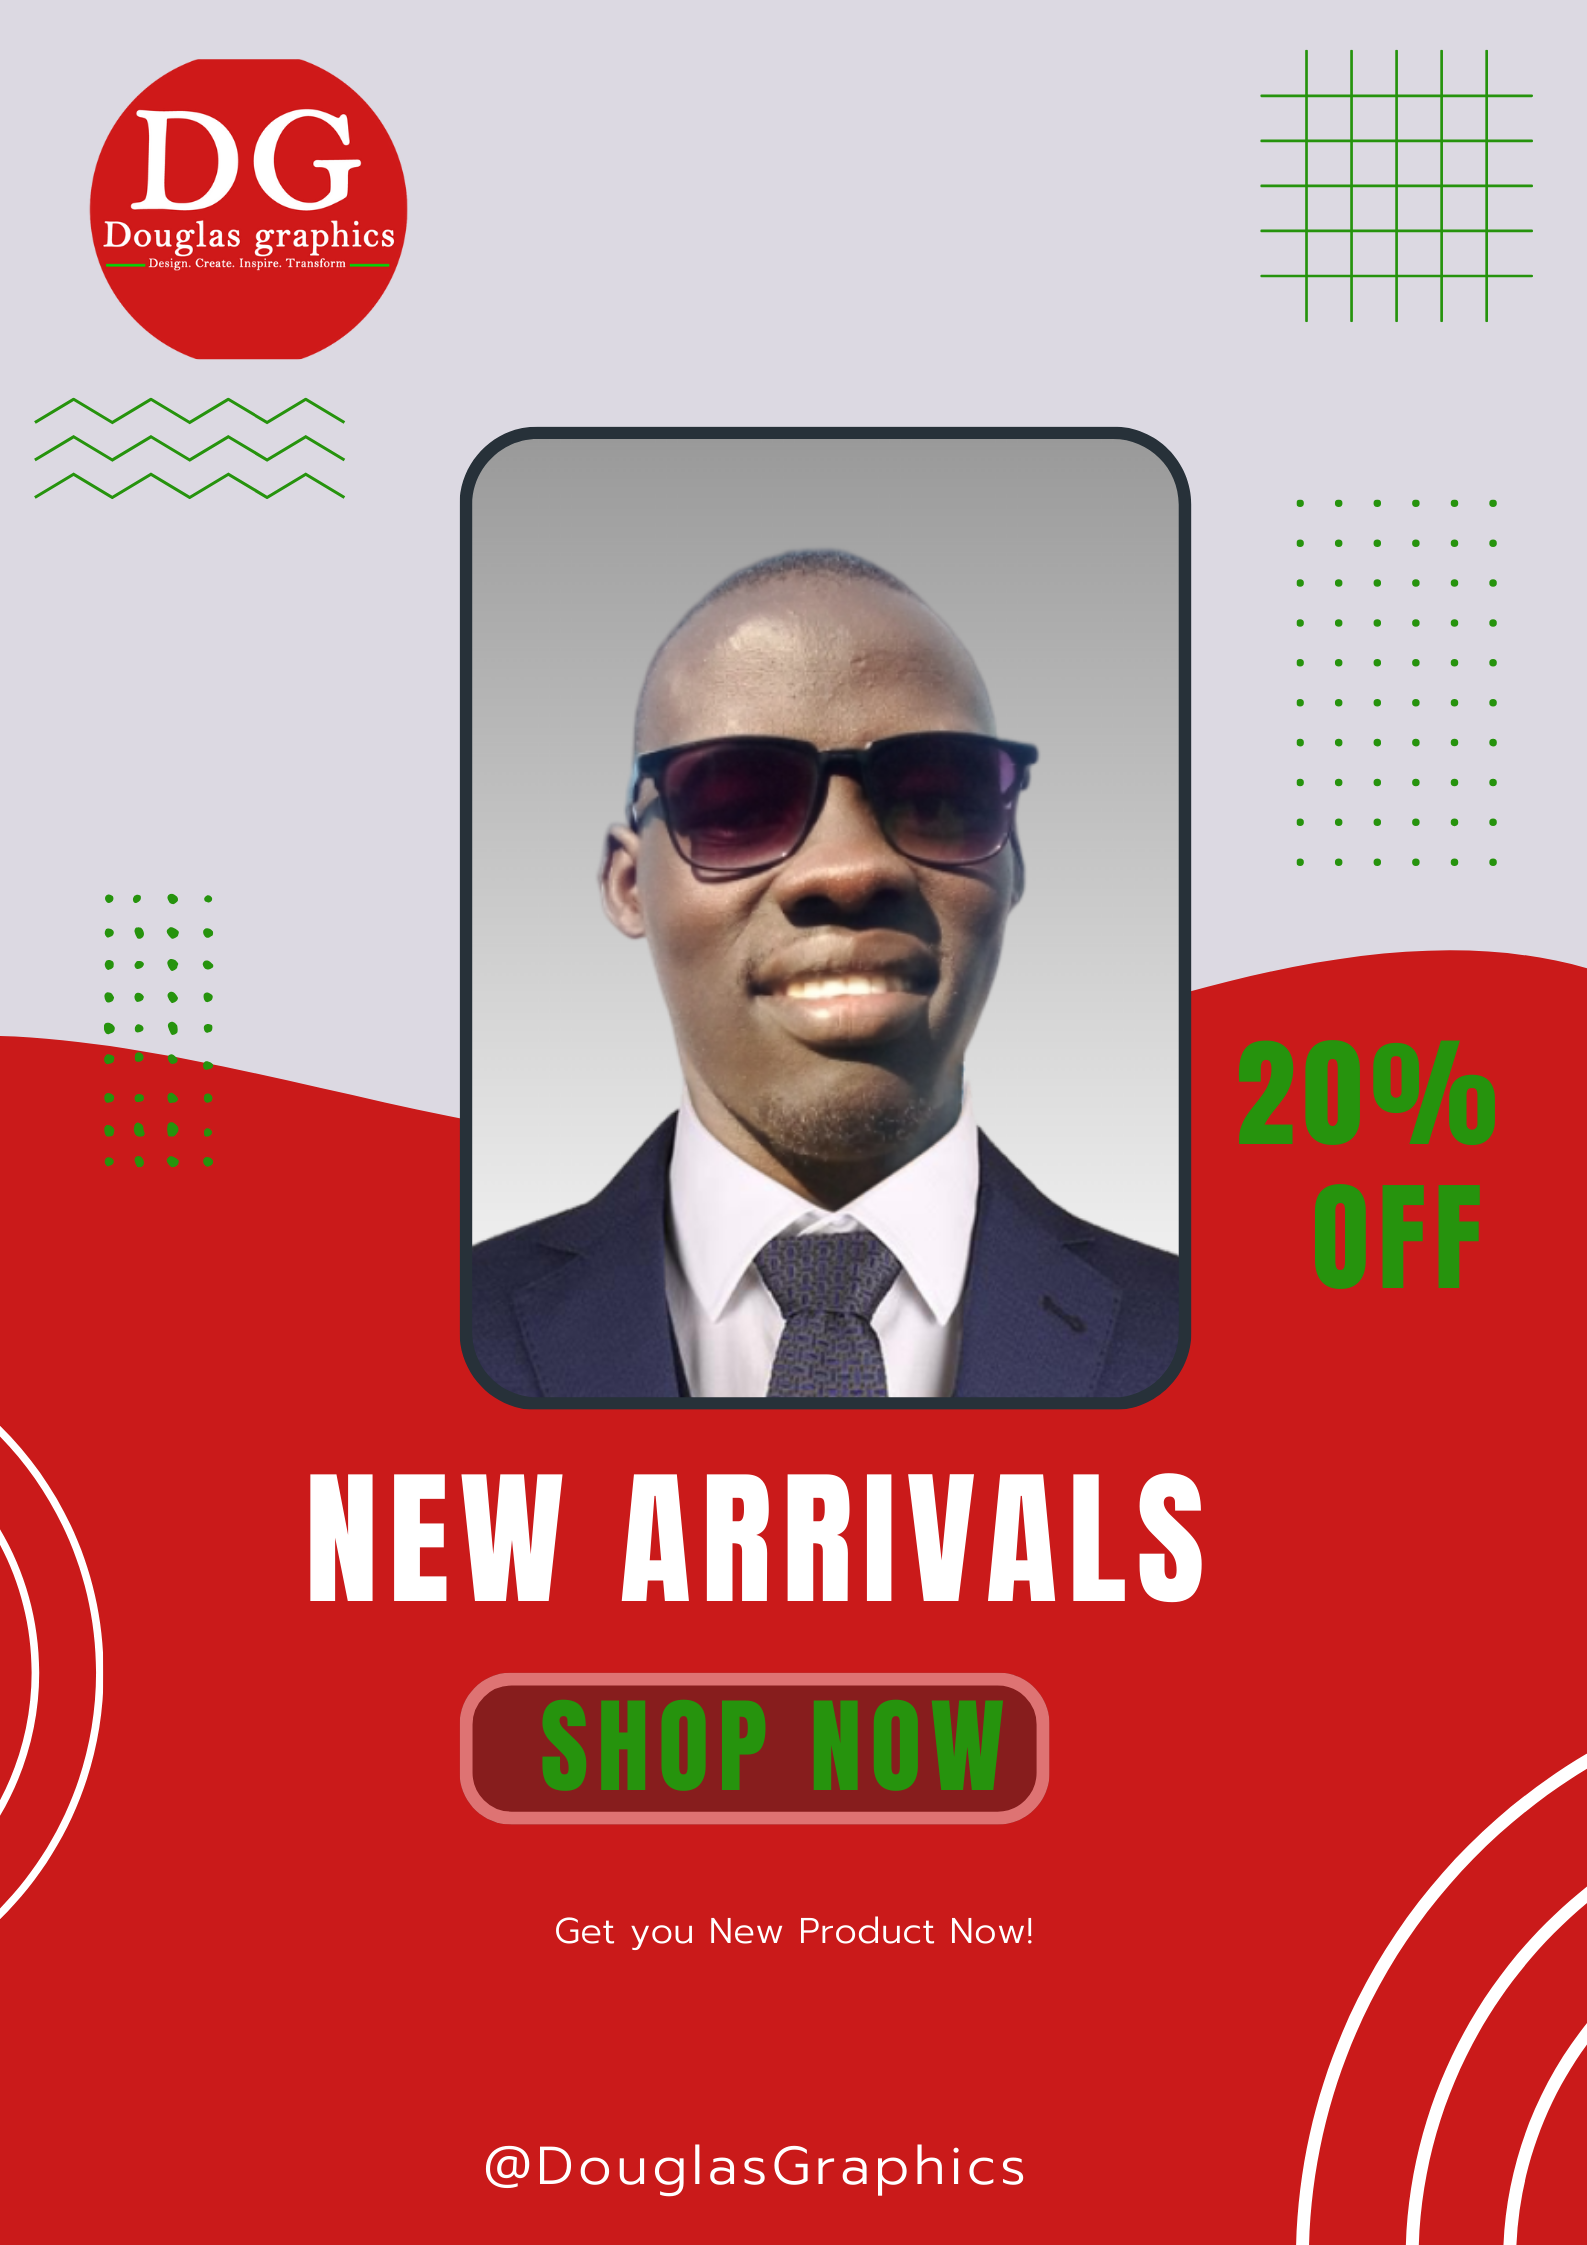 DG
Douglas graphics
Design. Create. Inspire. Transform
20%
OFF
NEW ARRIVALS
SHOP NOW
Get you New Product Now!
@DouglasGraphics